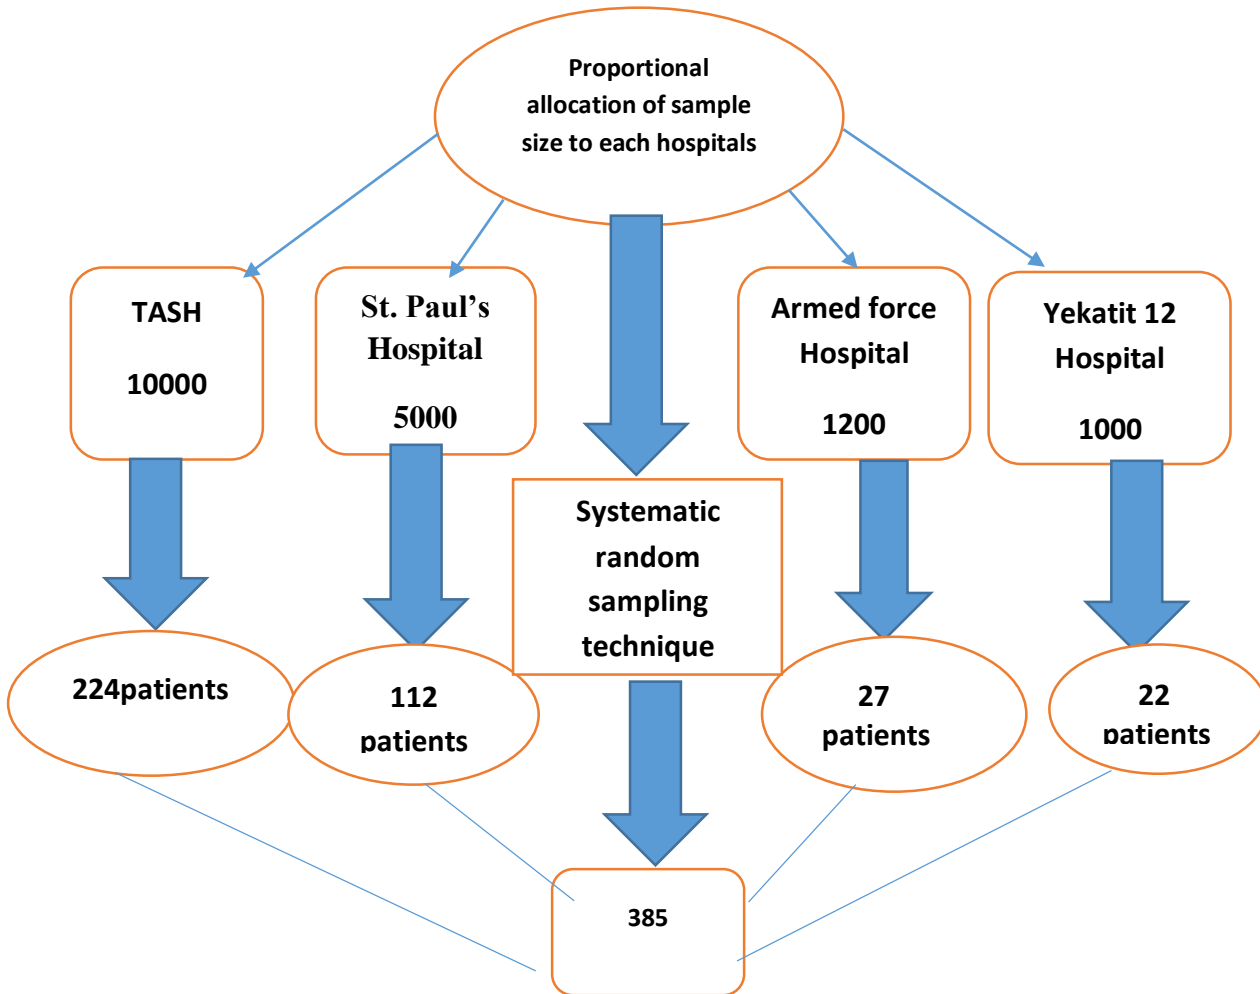 Proportional
allocation of sample
size to each hospitals
TASH
10000
St. Paul’s
Hospital
5000
Armed force
Hospital
1200
Yekatit 12
Hospital
1000
Systematic
random
sampling
technique
224patients
112
patients
27
patients
22
patients
385